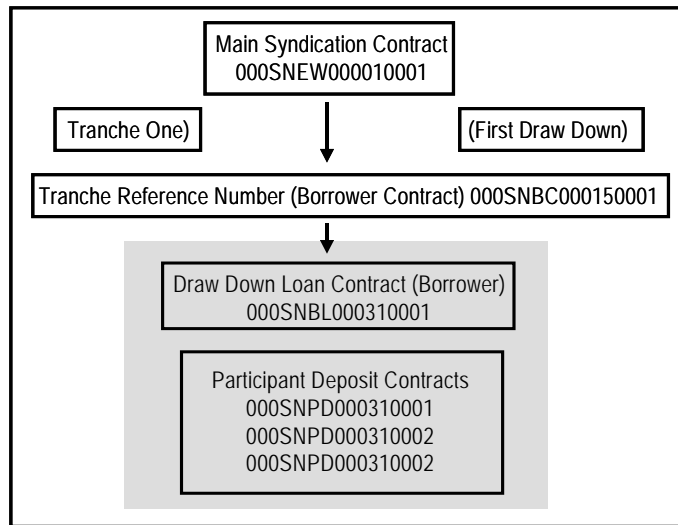 Main Syndication Contract
000SNEW000010001
Tranche One)
(First Draw Down)
Tranche Reference Number (Borrower Contract) 000SNBC000150001
Draw Down Loan Contract (Borrower)
000SNBL000310001
Participant Deposit Contracts
000SNPD000310001
000SNPD000310002
000SNPD000310002